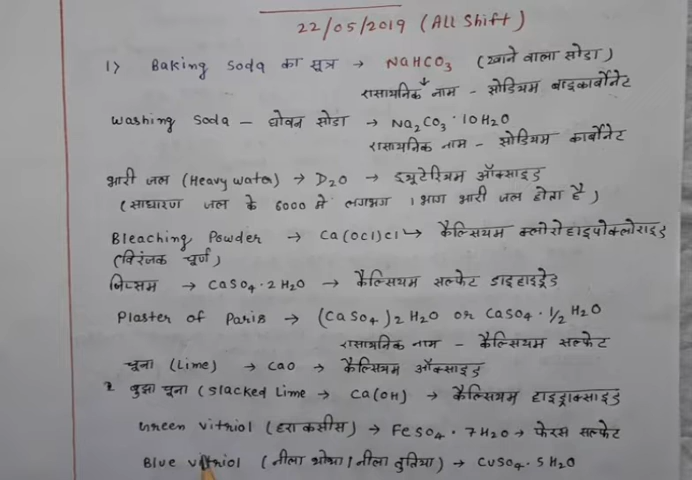 22/05/2019 (All Shift)
1> Baking Soda का सूत्र → NaHCO3 (खाने वाला सोडा)
रासायनिक नाम - सोडियम बाइकार्बोनेट
Washing Soda – धोवन सोडा → Na2CO3·10H2O
रासायनिक नाम - सोडियम कार्बोनेट
भारी जल (Heavy water) → D2O → ड्यूटेरियम ऑक्साइड
(साधारण जल के 6000 में लगभग 1 भाग भारी जल होता है)
Bleaching Powder → Ca(OCl)Cl ↳ कैल्सियम क्लोरोहाइपोक्लोराइड
(विरंजक चूर्ण)
जिप्सम → CaSO4·2H2O → कैल्सियम सल्फेट डाइहाइड्रेड
Plaster of Paris → (CaSO4)2H2O or CaSO4·1/2H2O
रासायनिक नाम - कैल्सियम सल्फेट
चूना (Lime) → CaO → कैल्सियम ऑक्साइड
बुझा चूना (Slacked Lime → Ca(OH) → कैल्सियम हाइड्राक्साइड
Green vitriol (हरा कसीस) → FeSO4·7H2O → फेरस सल्फेट
Blue vitriol (नीला थोथा/नीला तुतिया) → CuSO4·5H2O